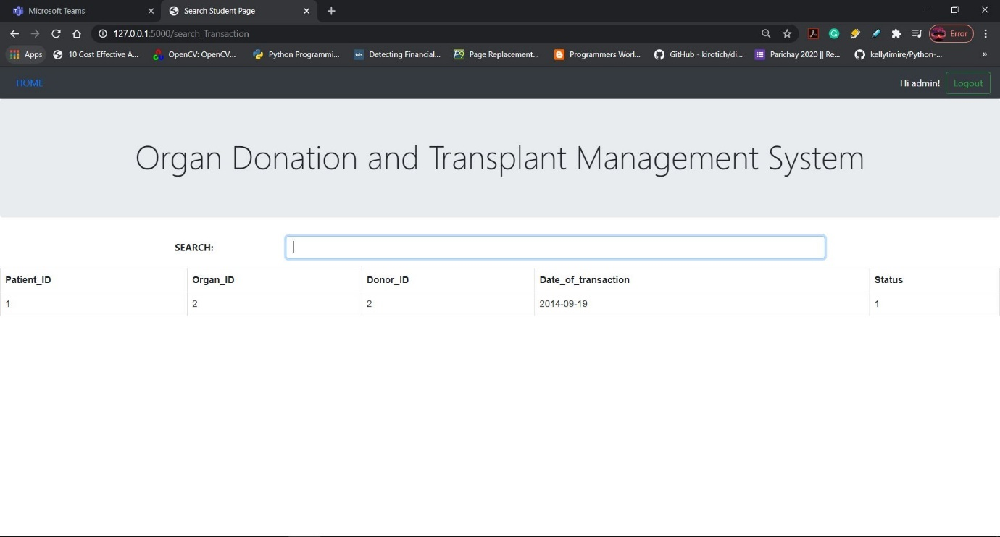 Microsoft Teams Search Student Page
127.0.0.1:5000/search_Transaction Error
Apps 10 Cost Effective A... OpenCV: OpenCV... Python Programmi... tds Detecting Financial... Page Replacement... Programmers Worl... GitHub - kirotich/di... Parichay 2020 || Re... kellytimire/Python-... »
HOME Hi admin! Logout
Organ Donation and Transplant Management System
SEARCH:
Patient_ID Organ_ID Donor_ID Date_of_transaction Status
1 2 2 2014-09-19 1